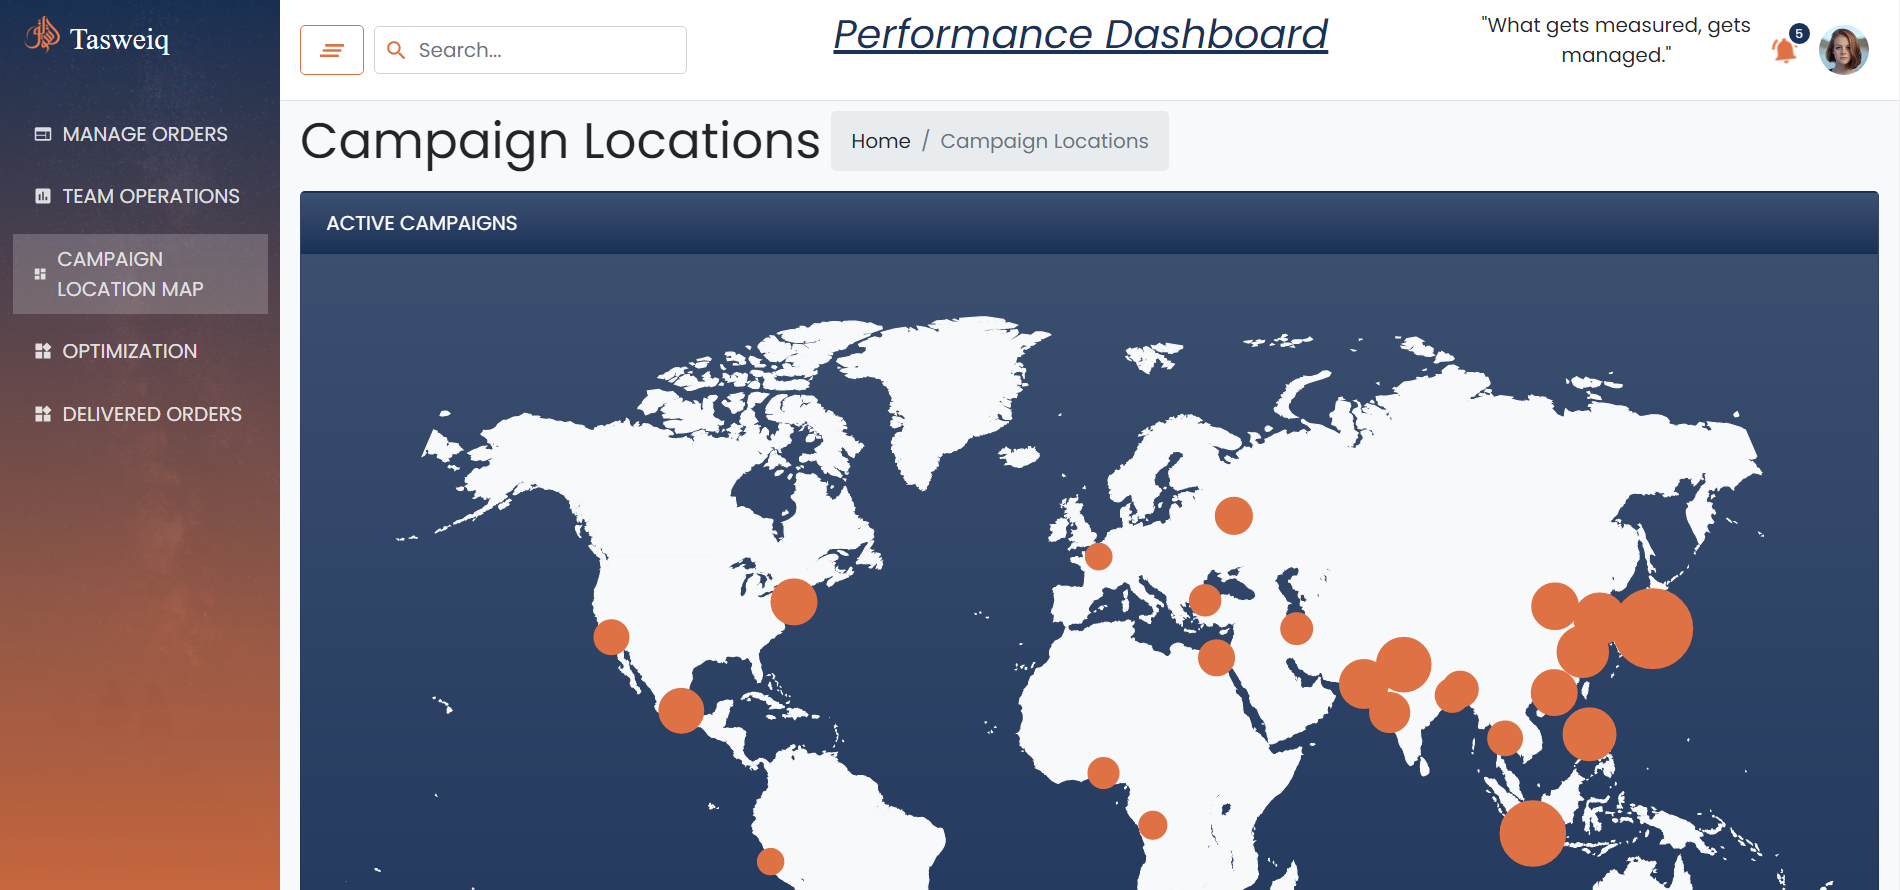 Tasweiq
MANAGE ORDERS
TEAM OPERATIONS
CAMPAIGN
LOCATION MAP
OPTIMIZATION
DELIVERED ORDERS
Search...
Performance Dashboard
"What gets measured, gets
managed."
5
Campaign Locations
Home / Campaign Locations
ACTIVE CAMPAIGNS